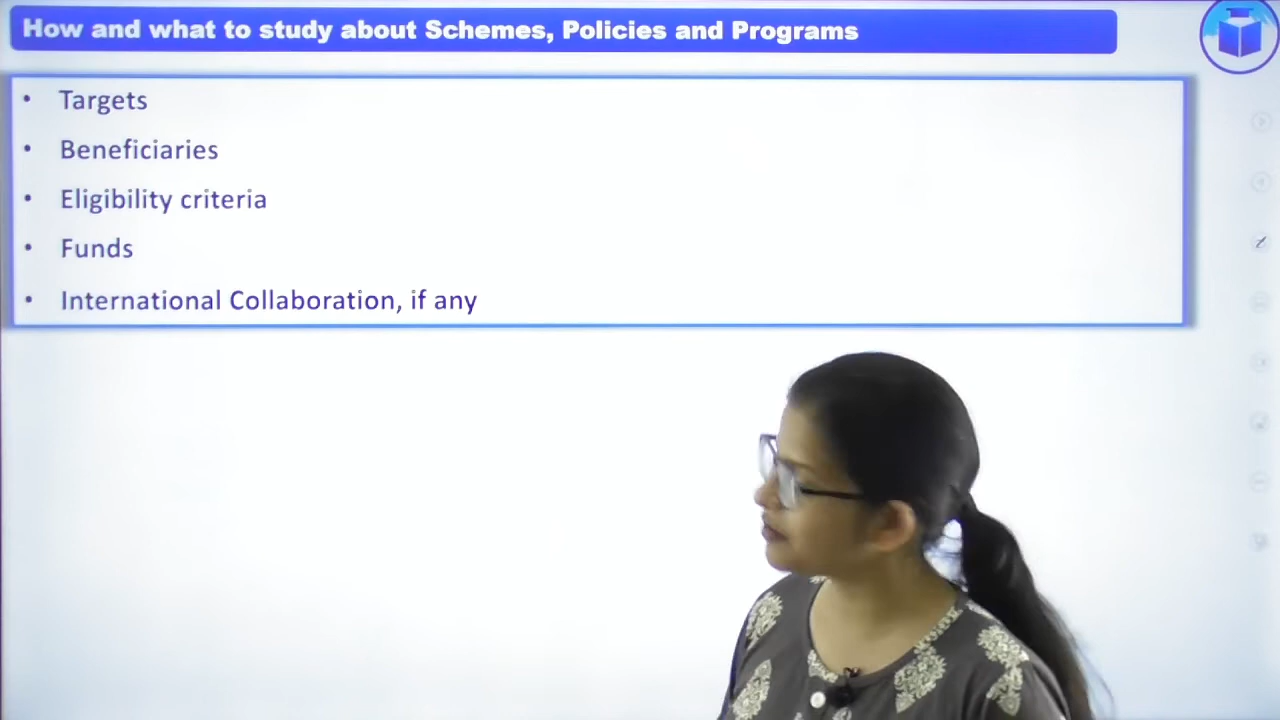 How and what to study about Schemes, Policies and Programs
• Targets
• Beneficiaries
• Eligibility criteria
• Funds
• International Collaboration, if any